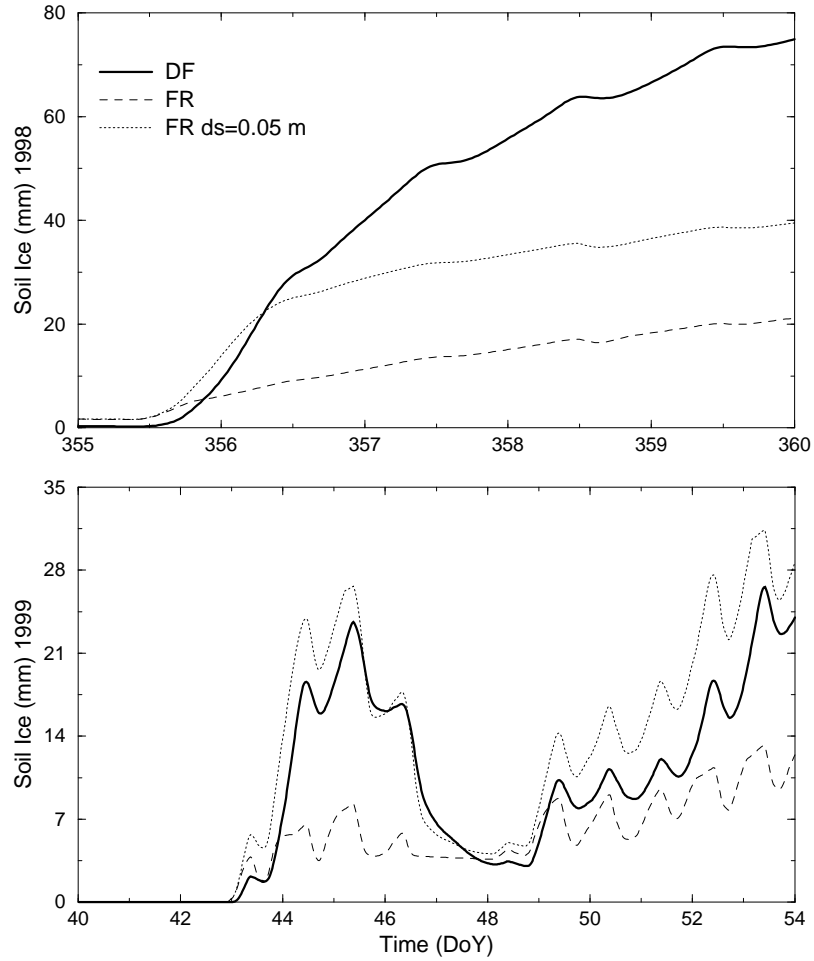 80
60
40
20
0
Soil Ice (mm) 1998
DF
FR
FR ds=0.05 m
355 356 357 358 359 360
35
28
21
14
7
0
Soil Ice (mm) 1999
40 42 44 46 48 50 52 54
Time (DoY)